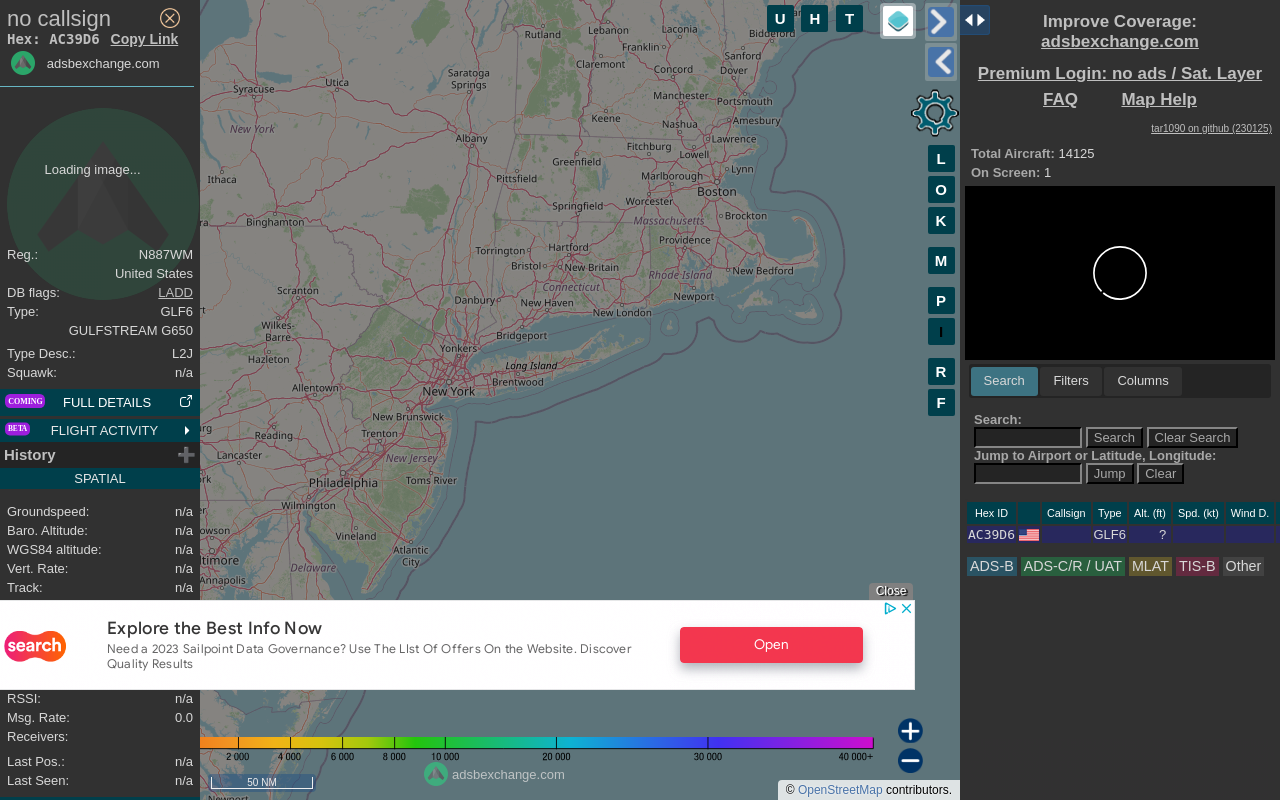 no callsign
Hex: AC39D6 Copy Link
adsbexchange.com
Loading image...
Reg.: N887WM
United States
DB flags: LADD
Type: GLF6
GULFSTREAM G650
Type Desc.: L2J
Squawk: n/a
COMING FULL DETAILS
BETA FLIGHT ACTIVITY
History
SPATIAL
Groundspeed: n/a
Baro. Altitude: n/a
WGS84 altitude: n/a
Vert. Rate: n/a
Track: n/a
RSSI: n/a
Msg. Rate: 0.0
Receivers:
Last Pos.: n/a
Last Seen: n/a
U H T
L
O
K
M
P
I
R
F
Rutland
Lebanon
Laconia
Biddeford
Franklin
Sanford
Claremont
Concord
Dover
Utica
Saratoga
Springs
Syracuse
Manchester
Portsmouth
Keene
Amesbury
Nashua
New York
Albany
Lawrence
Fitchburg
Greenfield
Lowell
Lynn
Ithaca
Pittsfield
Marlborough
Boston
Worcester
Springfield
Massachusetts
Brockton
Binghamton
Providence
Torrington
Hartford
Bristol
New Britain
Rhode Island
New Bedford
Connecticut
Scranton
Danbury
New Haven
Newport
New London
Wilkes-
Barre
Bridgeport
Yonkers
Hazleton
Long Island
Brentwood
Allentown
New York
New Brunswick
Reading
Trenton
Lancaster
New Jersey
Philadelphia
Toms River
Wilmington
Vineland
Atlantic
City
Annapolis
Delaware
Close
Explore the Best Info Now
search
Need a 2023 Sailpoint Data Governance? Use The LIst Of Offers On the Website. Discover
Quality Results
Open
2 000 4 000 6 000 8 000 10 000 20 000 30 000 40 000+
adsbexchange.com
50 NM
© OpenStreetMap contributors.
Improve Coverage:
adsbexchange.com
Premium Login: no ads / Sat. Layer
FAQ Map Help
tar1090 on github (230125)
Total Aircraft: 14125
On Screen: 1
Search Filters Columns
Search:
Search Clear Search
Jump to Airport or Latitude, Longitude:
Jump Clear
Hex ID Callsign Type Alt. (ft) Spd. (kt) Wind D.
AC39D6 GLF6 ?
ADS-B ADS-C/R / UAT MLAT TIS-B Other